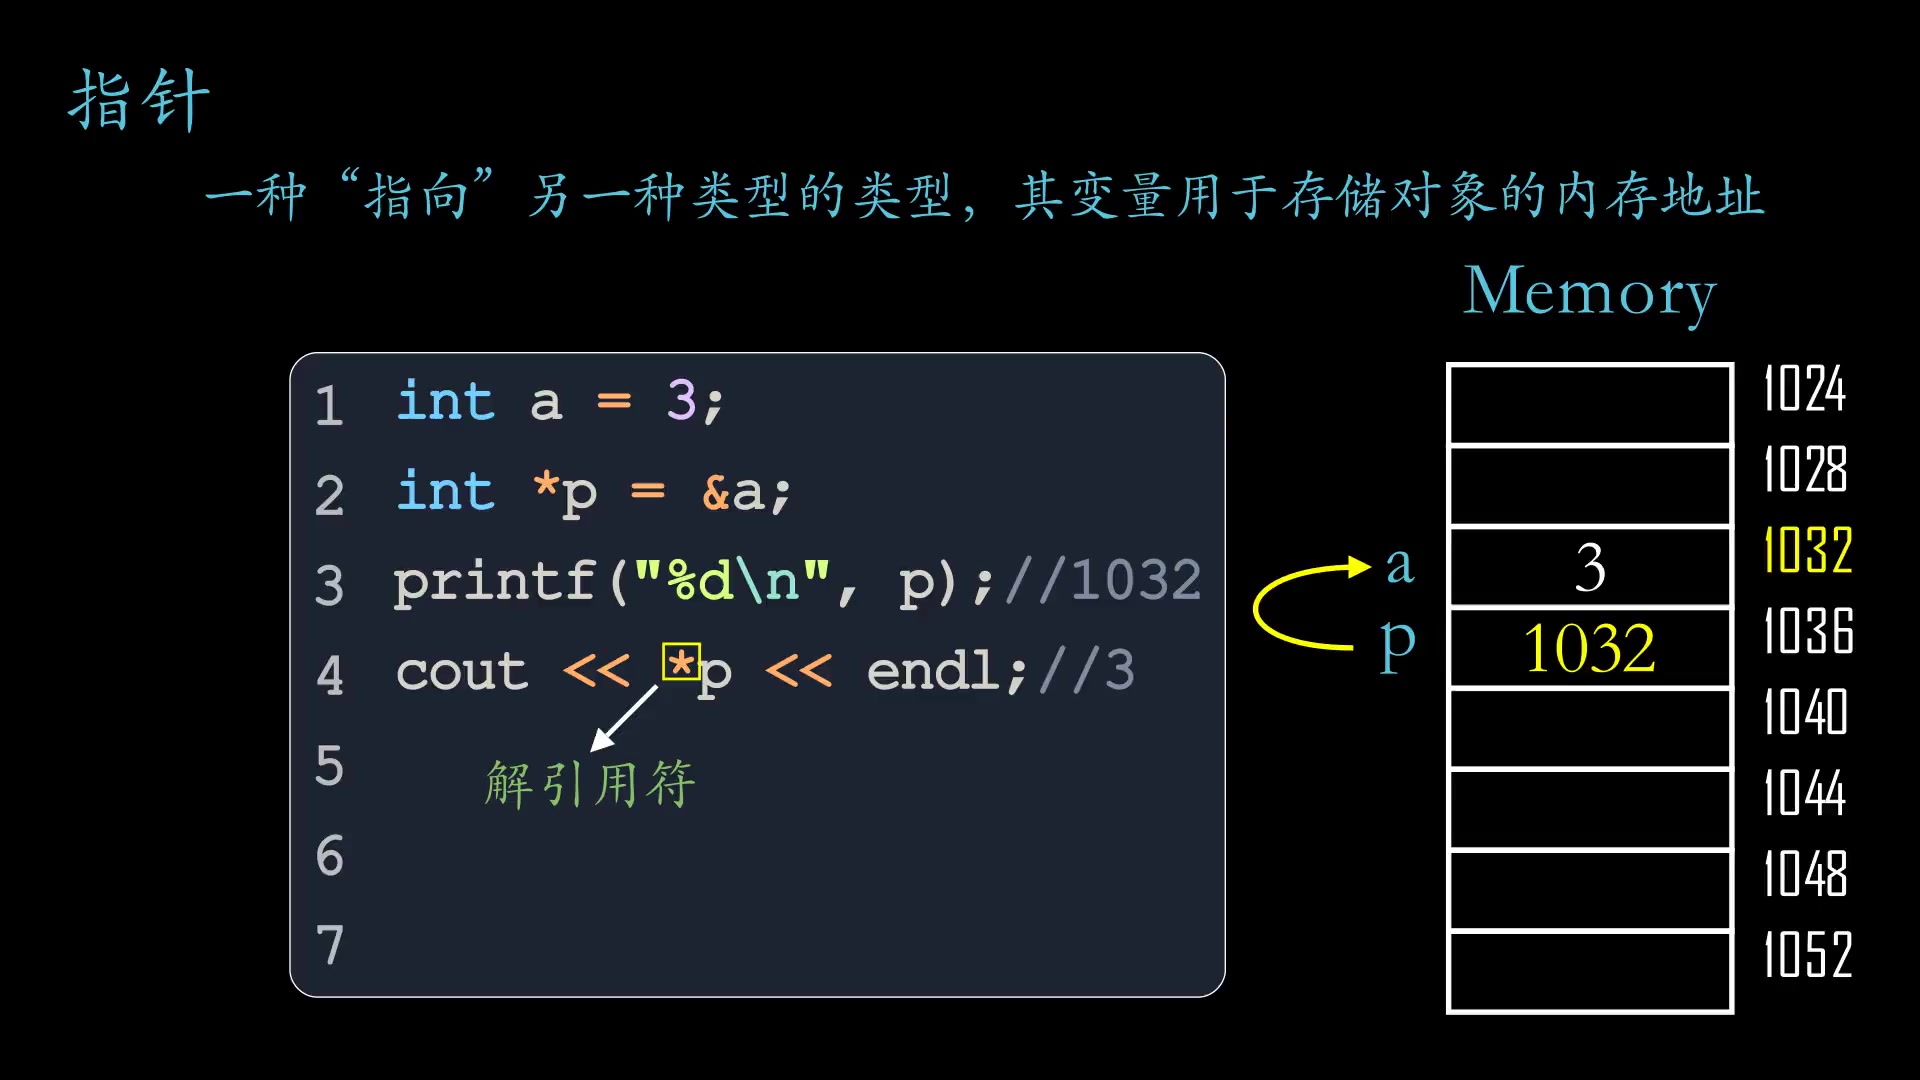 指针
一种“指向”另一种类型的类型，其变量用于存储对象的内存地址
Memory
1 int a = 3;
2 int *p = &a;
3 printf("%d\n", p);//1032
4 cout << *p << endl;//3
解引用符
5
6
7
1024
1028
a 3 1032
p 1032 1036
1040
1044
1048
1052